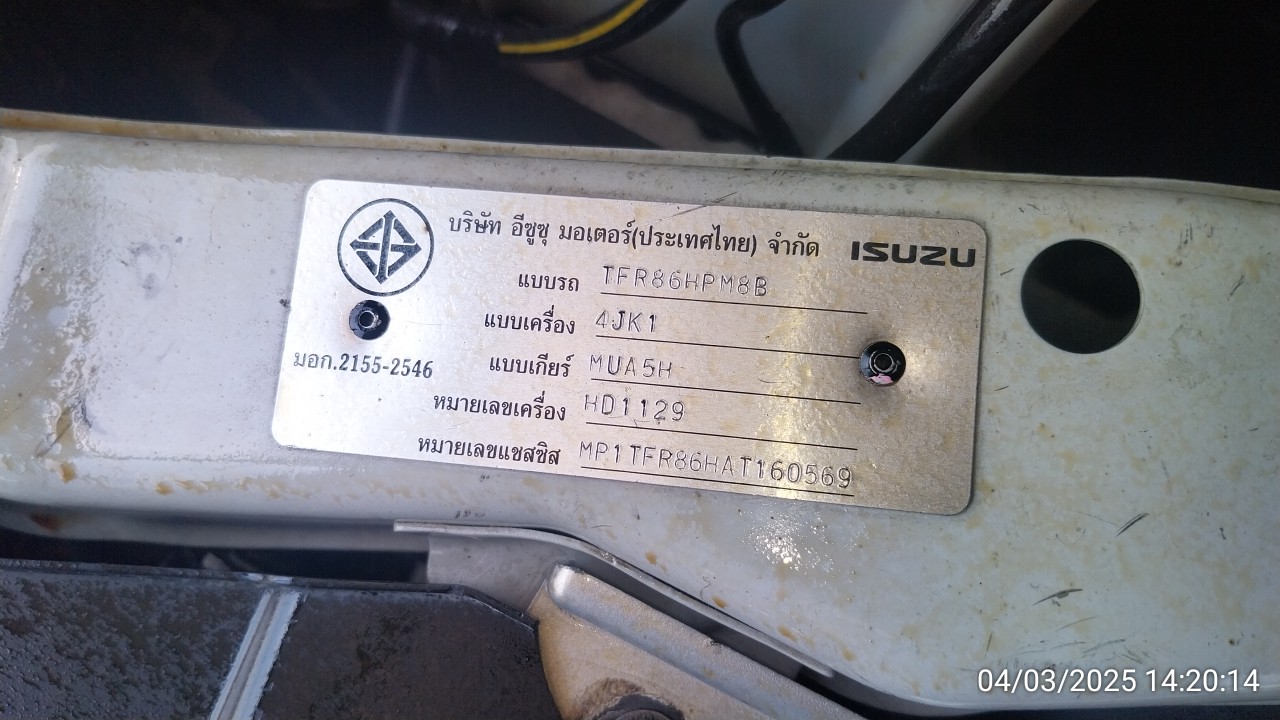 บริษัท อีซูซุ มอเตอร์(ประเทศไทย) จำกัด ISUZU
แบบรถ TFR86HPM8B
แบบเครื่อง 4JK1
แบบเกียร์ MUA5H
มอก.2155-2546
หมายเลขเครื่อง HD1129
หมายเลขแชสซิส MP1TFR86HAT160569
04/03/2025 14:20:14